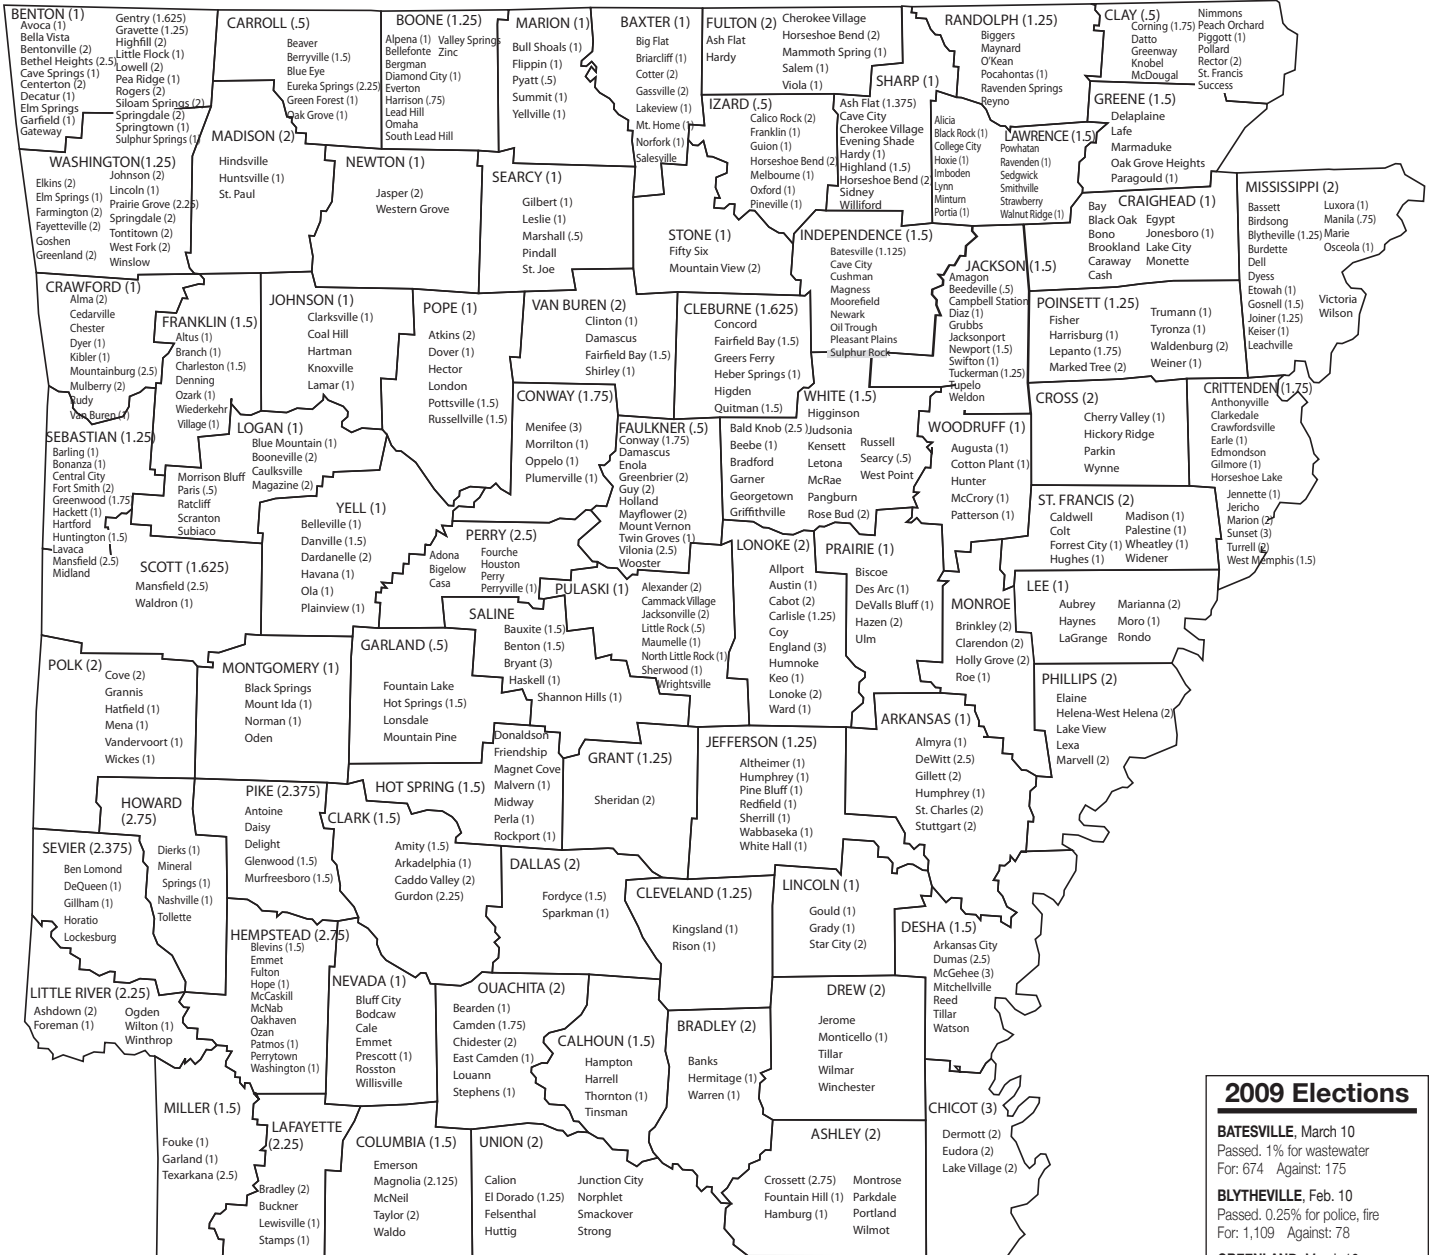 BENTON (1)
Avoca (1)
Bella Vista
Bentonville (2)
Bethel Heights (2.5)
Cave Springs (1)
Centerton (2)
Decatur (1)
Elm Springs
Garfield (1)
Gateway
Gentry (1.625)
Gravette (1.25)
Highfill (2)
Little Flock (1)
Lowell (2)
Pea Ridge (1)
Rogers (2)
Siloam Springs (2)
Springdale (2)
Springtown (1)
Sulphur Springs (1)
CARROLL (.5)
Beaver
Berryville (1.5)
Blue Eye
Eureka Springs (2.25)
Green Forest (1)
Oak Grove (1)
BOONE (1.25)
Alpena (1)
Bellefonte
Bergman
Diamond City (1)
Everton
Harrison (.75)
Lead Hill
Omaha
South Lead Hill
Valley Springs
Zinc
MARION (1)
Bull Shoals (1)
Flippin (1)
Pyatt (.5)
Summit (1)
Yellville (1)
BAXTER (1)
Big Flat
Briarcliff (1)
Cotter (2)
Gassville (2)
Lakeview (1)
Mt. Home (1)
Norfork (1)
Salesville
FULTON (2)
Ash Flat
Hardy
Cherokee Village
Horseshoe Bend (2)
Mammoth Spring (1)
Salem (1)
Viola (1)
SHARP (1)
Ash Flat (1.375)
Cave City
Cherokee Village
Evening Shade
Hardy (1)
Highland (1.5)
Horseshoe Bend (2)
Sidney
Williford
IZARD (.5)
Calico Rock (2)
Franklin (1)
Guion (1)
Horseshoe Bend (2)
Melbourne (1)
Oxford (1)
Pineville (1)
RANDOLPH (1.25)
Biggers
Maynard
O'Kean
Pocahontas (1)
Ravenden Springs
Reyno
CLAY (.5)
Corning (1.75)
Datto
Greenway
Knobel
McDougal
Nimmons
Peach Orchard
Piggott (1)
Pollard
Rector (2)
St. Francis
Success
GREENE (1.5)
Delaplaine
Lafe
Marmaduke
Oak Grove Heights
Paragould (1)
LAWRENCE (1.5)
Alicia
Black Rock (1)
College City
Hoxie (1)
Imboden
Lynn
Minturn
Portia (1)
Powhatan
Ravenden (1)
Sedgwick
Smithville
Strawberry
Walnut Ridge (1)
WASHINGTON(1.25)
Elkins (2)
Elm Springs (1)
Farmington (2)
Fayetteville (2)
Goshen
Greenland (2)
Johnson (2)
Lincoln (1)
Prairie Grove (2.25)
Springdale (2)
Tontitown (2)
West Fork (2)
Winslow
MADISON (2)
Hindsville
Huntsville (1)
St. Paul
NEWTON (1)
Jasper (2)
Western Grove
SEARCY (1)
Gilbert (1)
Leslie (1)
Marshall (.5)
Pindall
St. Joe
STONE (1)
Fifty Six
Mountain View (2)
INDEPENDENCE (1.5)
Batesville (1.125)
Cave City
Cushman
Magness
Moorefield
Newark
Oil Trough
Pleasant Plains
Sulphur Rock
JACKSON (1.5)
Amagon
Beedeville (.5)
Campbell Station
Diaz (1)
Grubbs
Jacksonport
Newport (1.5)
Swifton (1)
Tuckerman (1.25)
Tupelo
Weldon
CRAIGHEAD (1)
Bay
Black Oak
Bono
Brookland
Caraway
Cash
Egypt
Jonesboro (1)
Lake City
Monette
MISSISSIPPI (2)
Bassett
Birdsong
Blytheville (1.25)
Burdette
Dell
Dyess
Etowah (1)
Gosnell (1.5)
Joiner (1.25)
Keiser (1)
Leachville
Luxora (1)
Manila (.75)
Marie
Osceola (1)
Victoria
Wilson
CRAWFORD (1)
Alma (2)
Cedarville
Chester
Dyer (1)
Kibler (1)
Mountainburg (2.5)
Mulberry (2)
Rudy
Van Buren (1)
FRANKLIN (1.5)
Altus (1)
Branch (1)
Charleston (1.5)
Denning
Ozark (1)
Wiederkehr
Village (1)
JOHNSON (1)
Clarksville (1)
Coal Hill
Hartman
Knoxville
Lamar (1)
POPE (1)
Atkins (2)
Dover (1)
Hector
London
Pottsville (1.5)
Russellville (1.5)
VAN BUREN (2)
Clinton (1)
Damascus
Fairfield Bay (1.5)
Shirley (1)
CLEBURNE (1.625)
Concord
Fairfield Bay (1.5)
Greers Ferry
Heber Springs (1)
Higden
Quitman (1.5)
POINSETT (1.25)
Fisher
Harrisburg (1)
Lepanto (1.75)
Marked Tree (2)
Trumann (1)
Tyronza (1)
Waldenburg (2)
Weiner (1)
CRITTENDEN (1.75)
Anthonyville
Clarkedale
Crawfordsville
Earle (1)
Edmondson
Gilmore (1)
Horseshoe Lake
Jennette (1)
Jericho
Marion (2)
Sunset (3)
Turrell (2)
West Memphis (1.5)
CROSS (2)
Cherry Valley (1)
Hickory Ridge
Parkin
Wynne
SEBASTIAN (1.25)
Barling (1)
Bonanza (1)
Central City
Fort Smith (2)
Greenwood (1.75)
Hackett (1)
Hartford
Huntington (1.5)
Lavaca
Mansfield (2.5)
Midland
LOGAN (1)
Blue Mountain (1)
Booneville (2)
Caulksville
Magazine (2)
Morrison Bluff
Paris (.5)
Ratcliff
Scranton
Subiaco
CONWAY (1.75)
Menifee (3)
Morrilton (1)
Oppelo (1)
Plumerville (1)
FAULKNER (.5)
Conway (1.75)
Damascus
Enola
Greenbrier (2)
Guy (2)
Holland
Mayflower (2)
Mount Vernon
Twin Groves (1)
Vilonia (2.5)
Wooster
WHITE (1.5)
Bald Knob (2.5)
Beebe (1)
Bradford
Garner
Georgetown
Griffithville
Higginson
Judsonia
Kensett
Letona
McRae
Pangburn
Rose Bud (2)
Russell
Searcy (.5)
West Point
WOODRUFF (1)
Augusta (1)
Cotton Plant (1)
Hunter
McCrory (1)
Patterson (1)
ST. FRANCIS (2)
Caldwell
Colt
Forrest City (1)
Hughes (1)
Madison (1)
Palestine (1)
Wheatley (1)
Widener
SCOTT (1.625)
Mansfield (2.5)
Waldron (1)
YELL (1)
Belleville (1)
Danville (1.5)
Dardanelle (2)
Havana (1)
Ola (1)
Plainview (1)
PERRY (2.5)
Adona
Bigelow
Casa
Fourche
Houston
Perry
Perryville (1)
PULASKI (1)
Alexander (2)
Cammack Village
Jacksonville (2)
Little Rock (.5)
Maumelle (1)
North Little Rock (1)
Sherwood (1)
Wrightsville
LONOKE (2)
Allport
Austin (1)
Cabot (2)
Carlisle (1.25)
Coy
England (3)
Humnoke
Keo (1)
Lonoke (2)
Ward (1)
PRAIRIE (1)
Biscoe
Des Arc (1)
DeValls Bluff (1)
Hazen (2)
Ulm
MONROE
Brinkley (2)
Clarendon (2)
Holly Grove (2)
Roe (1)
LEE (1)
Aubrey
Haynes
LaGrange
Marianna (2)
Moro (1)
Rondo
SALINE
Bauxite (1.5)
Benton (1.5)
Bryant (3)
Haskell (1)
Shannon Hills (1)
GARLAND (.5)
Fountain Lake
Hot Springs (1.5)
Lonsdale
Mountain Pine
POLK (2)
Cove (2)
Grannis
Hatfield (1)
Mena (1)
Vandervoort (1)
Wickes (1)
MONTGOMERY (1)
Black Springs
Mount Ida (1)
Norman (1)
Oden
PHILLIPS (2)
Elaine
Helena-West Helena (2)
Lake View
Lexa
Marvell (2)
ARKANSAS (1)
Almyra (1)
DeWitt (2.5)
Gillett (2)
Humphrey (1)
St. Charles (2)
Stuttgart (2)
HOT SPRING (1.5)
Donaldson
Friendship
Magnet Cove
Malvern (1)
Midway
Perla (1)
Rockport (1)
GRANT (1.25)
Sheridan (2)
JEFFERSON (1.25)
Altheimer (1)
Humphrey (1)
Pine Bluff (1)
Redfield (1)
Sherrill (1)
Wabbaseka (1)
White Hall (1)
HOWARD
(2.75)
Dierks (1)
Mineral
Springs (1)
Nashville (1)
Tollette
PIKE (2.375)
Antoine
Daisy
Delight
Glenwood (1.5)
Murfreesboro (1.5)
CLARK (1.5)
Amity (1.5)
Arkadelphia (1)
Caddo Valley (2)
Gurdon (2.25)
SEVIER (2.375)
Ben Lomond
DeQueen (1)
Gillham (1)
Horatio
Lockesburg
DALLAS (2)
Fordyce (1.5)
Sparkman (1)
CLEVELAND (1.25)
Kingsland (1)
Rison (1)
LINCOLN (1)
Gould (1)
Grady (1)
Star City (2)
DESHA (1.5)
Arkansas City
Dumas (2.5)
McGehee (3)
Mitchellville
Reed
Tillar
Watson
HEMPSTEAD (2.75)
Blevins (1.5)
Emmet
Fulton
Hope (1)
McCaskill
McNab
Oakhaven
Ozan
Patmos (1)
Perrytown
Washington (1)
NEVADA (1)
Bluff City
Bodcaw
Cale
Emmet
Prescott (1)
Rosston
Willisville
LITTLE RIVER (2.25)
Ashdown (2)
Foreman (1)
Ogden
Wilton (1)
Winthrop
OUACHITA (2)
Bearden (1)
Camden (1.75)
Chidester (2)
East Camden (1)
Louann
Stephens (1)
CALHOUN (1.5)
Hampton
Harrell
Thornton (1)
Tinsman
BRADLEY (2)
Banks
Hermitage (1)
Warren (1)
DREW (2)
Jerome
Monticello (1)
Tillar
Wilmar
Winchester
MILLER (1.5)
Fouke (1)
Garland (1)
Texarkana (2.5)
LAFAYETTE
(2.25)
Bradley (2)
Buckner
Lewisville (1)
Stamps (1)
COLUMBIA (1.5)
Emerson
Magnolia (2.125)
McNeil
Taylor (2)
Waldo
UNION (2)
Calion
El Dorado (1.25)
Felsenthal
Huttig
Junction City
Norphlet
Smackover
Strong
ASHLEY (2)
Crossett (2.75)
Fountain Hill (1)
Hamburg (1)
Montrose
Parkdale
Portland
Wilmot
CHICOT (3)
Dermott (2)
Eudora (2)
Lake Village (2)
2009 Elections
BATESVILLE, March 10
Passed. 1% for wastewater
For: 674 Against: 175
BLYTHEVILLE, Feb. 10
Passed. 0.25% for police, fire
For: 1,109 Against: 78